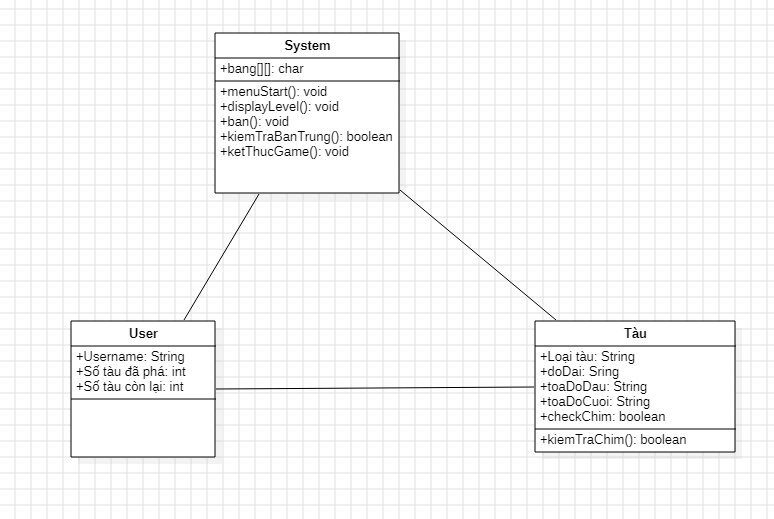 System
+bang[][]: char
+menuStart(): void
+displayLevel(): void
+ban(): void
+kiemTraBanTrung(): boolean
+ketThucGame(): void
User
+Username: String
+Số tàu đã phá: int
+Số tàu còn lại: int
Tàu
+Loại tàu: String
+doDai: Sring
+toaDoDau: String
+toaDoCuoi: String
+checkChim: boolean
+kiemTraChim(): boolean